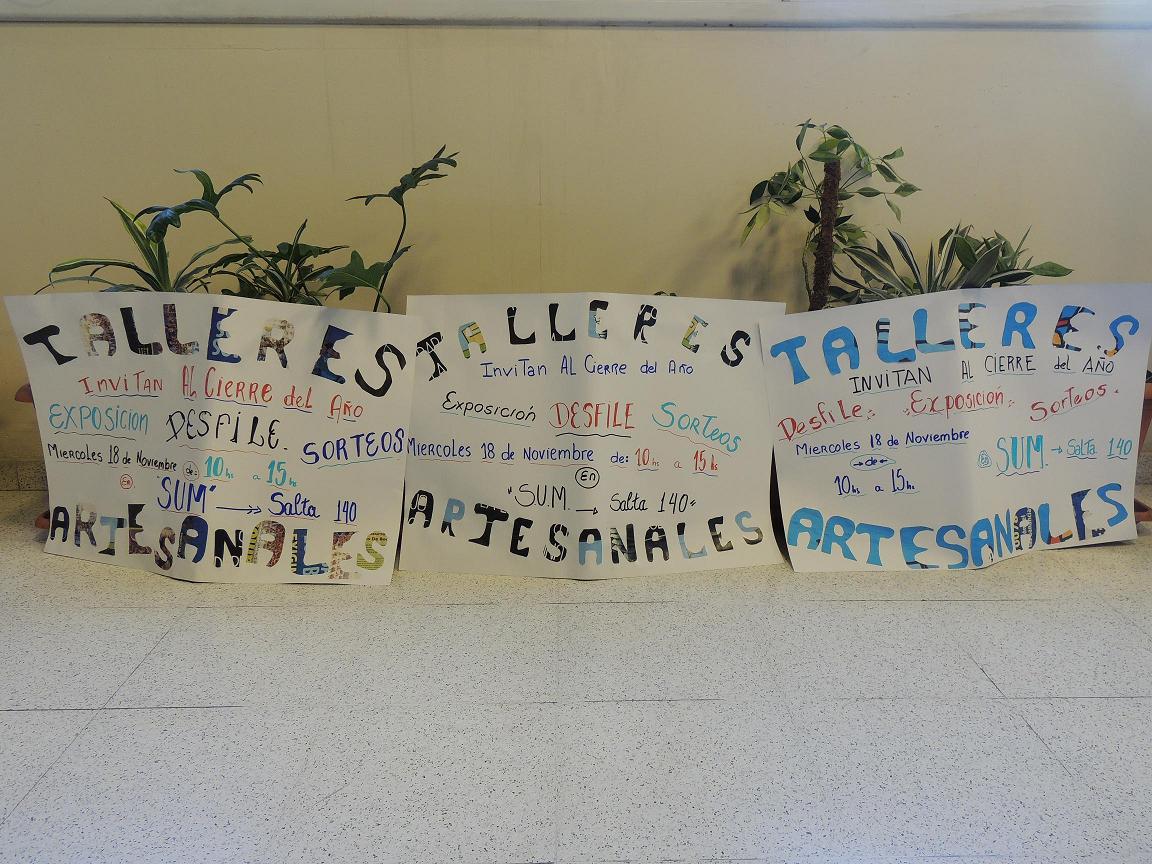 TALLERES
InviTAN AL CieRRe del Año
EXPOSICION DESFILE. SORTEOS
MierColes 18 de Noviembre de: 10hs a 15hs
En "SUM" →→ Salta 140
ARTESANALES
TALLERES
InviTan AL CieRRe del Año
Exposición DESFILE SORTeos
Miercoles 18 de Noviembre de: 10hs a 15hs
En
"S.U.M. → Salta 140"
ARTESANALES
TALLERES
INVITAN AL CIERRE del AÑO
Desfile Exposición Sorteos.
Miercoles 18 de Noviembre
de
10hs a 15hs
En SUM. → Salta 140
ARTESANALES